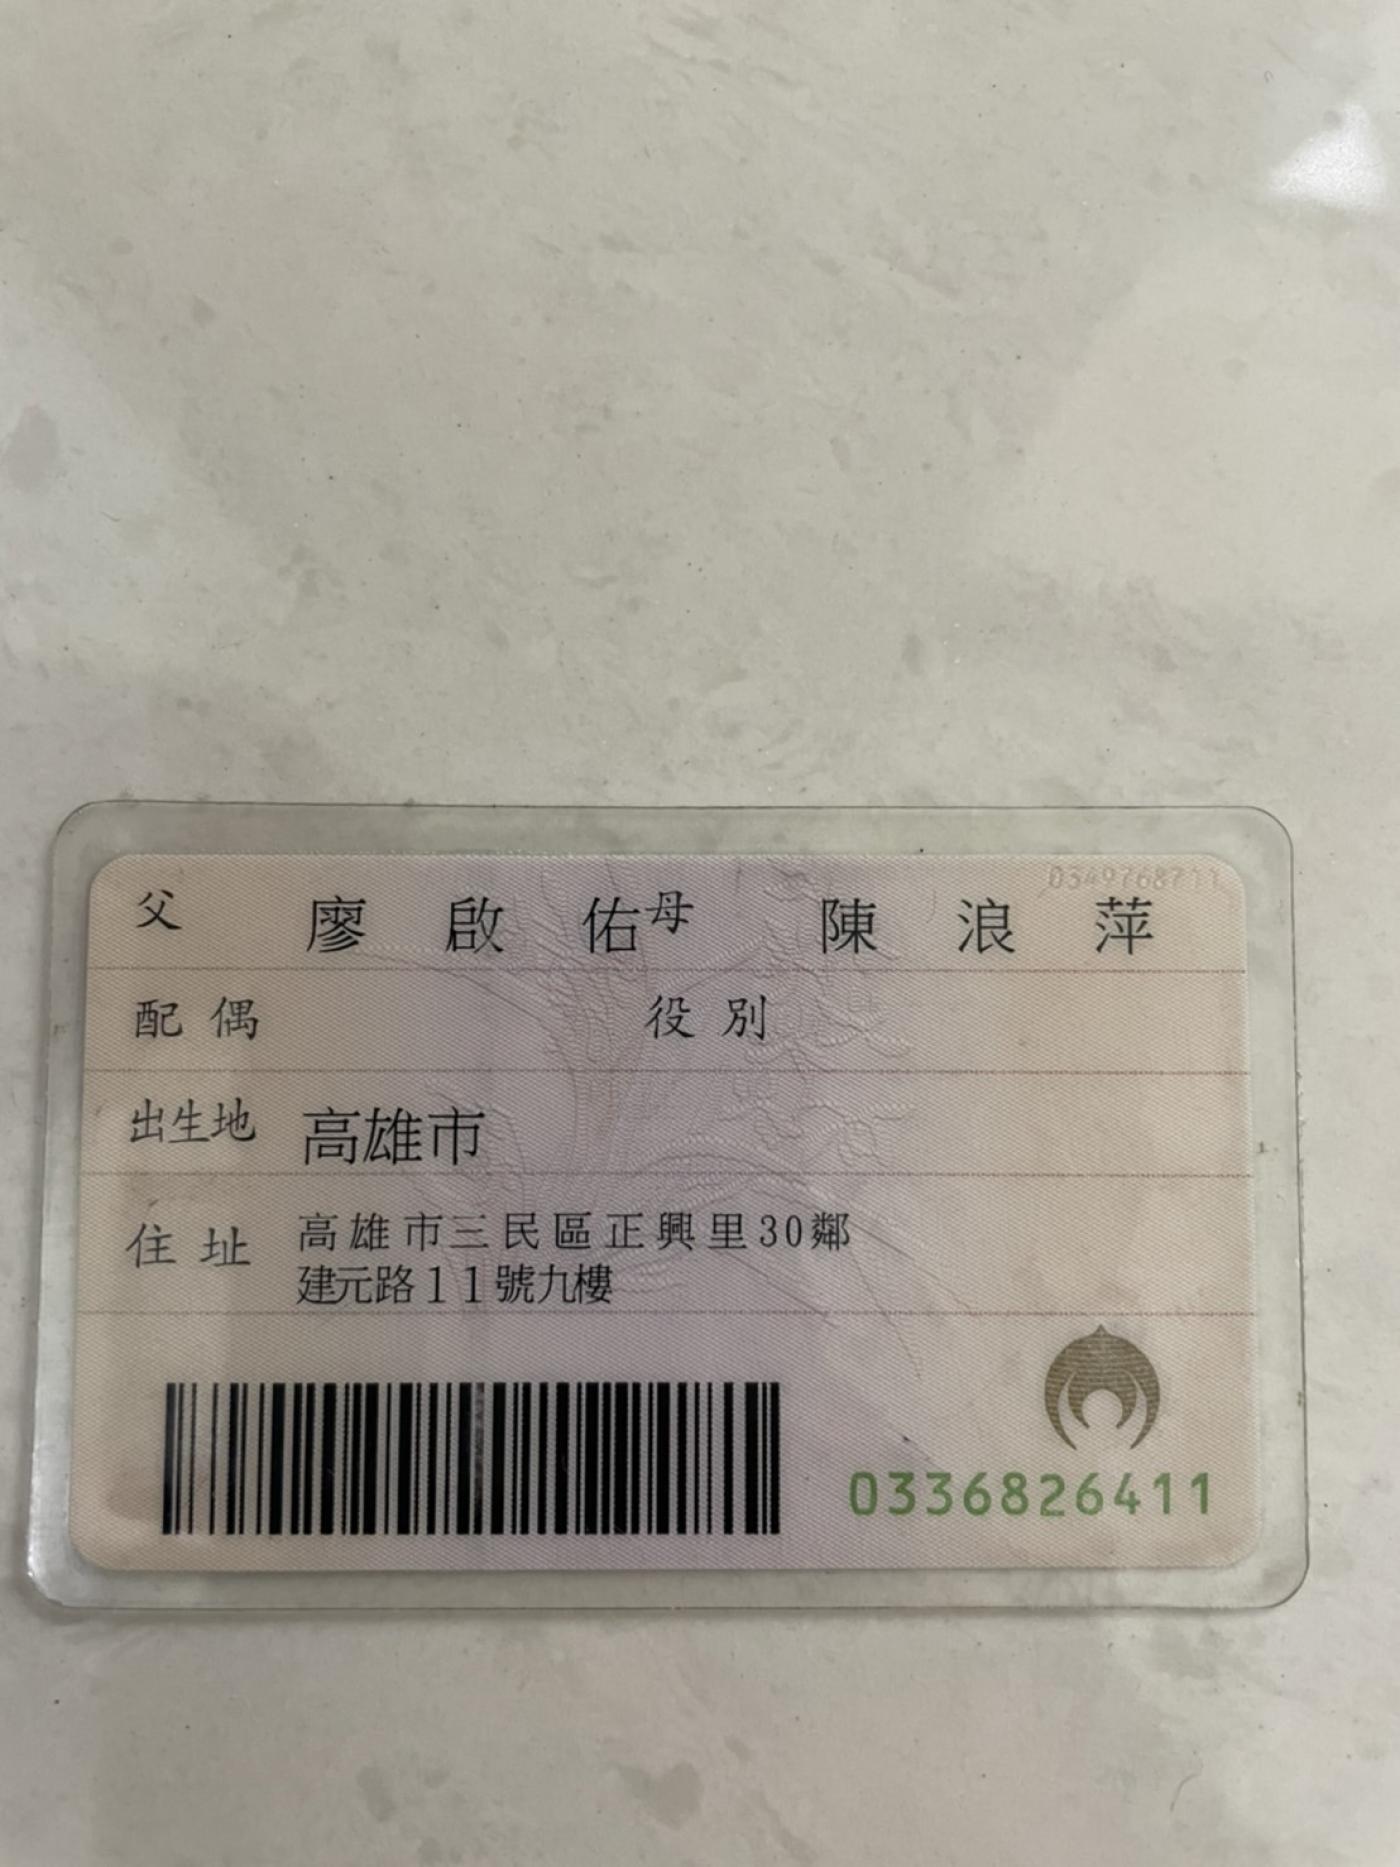 0349768711
父 廖啟佑 母 陳浪萍
配偶 役別
出生地 高雄市
住址 高雄市三民區正興里30鄰
建元路11號九樓
0336826411